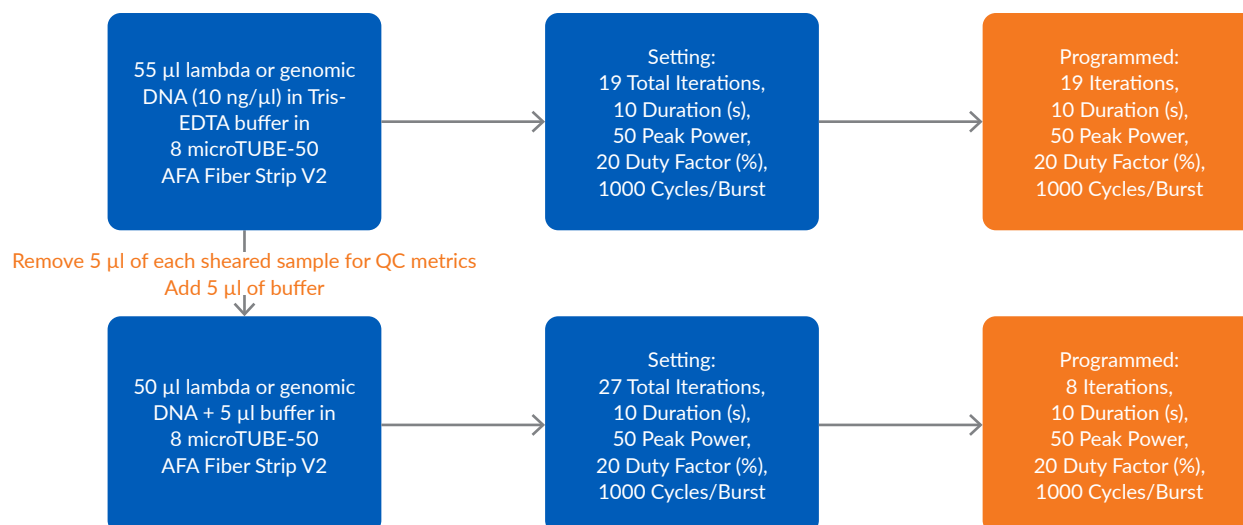 55 µl lambda or genomic
DNA (10 ng/µl) in Tris-
EDTA buffer in
8 microTUBE-50
AFA Fiber Strip V2
Setting:
19 Total Iterations,
10 Duration (s),
50 Peak Power,
20 Duty Factor (%),
1000 Cycles/Burst
Programmed:
19 Iterations,
10 Duration (s),
50 Peak Power,
20 Duty Factor (%),
1000 Cycles/Burst
Remove 5 µl of each sheared sample for QC metrics
Add 5 µl of buffer
50 µl lambda or genomic
DNA + 5 µl buffer in
8 microTUBE-50
AFA Fiber Strip V2
Setting:
27 Total Iterations,
10 Duration (s),
50 Peak Power,
20 Duty Factor (%),
1000 Cycles/Burst
Programmed:
8 Iterations,
10 Duration (s),
50 Peak Power,
20 Duty Factor (%),
1000 Cycles/Burst